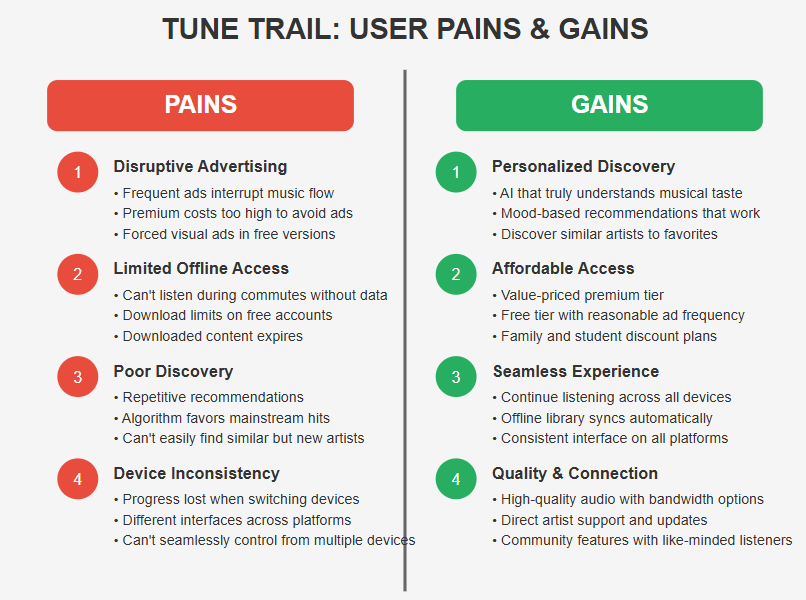 TUNE TRAIL: USER PAINS & GAINS
PAINS
1
Disruptive Advertising
• Frequent ads interrupt music flow
• Premium costs too high to avoid ads
• Forced visual ads in free versions
2
Limited Offline Access
• Can't listen during commutes without data
• Download limits on free accounts
• Downloaded content expires
3
Poor Discovery
• Repetitive recommendations
• Algorithm favors mainstream hits
• Can't easily find similar but new artists
4
Device Inconsistency
• Progress lost when switching devices
• Different interfaces across platforms
• Can't seamlessly control from multiple devices
GAINS
1
Personalized Discovery
• AI that truly understands musical taste
• Mood-based recommendations that work
• Discover similar artists to favorites
2
Affordable Access
• Value-priced premium tier
• Free tier with reasonable ad frequency
• Family and student discount plans
3
Seamless Experience
• Continue listening across all devices
• Offline library syncs automatically
• Consistent interface on all platforms
4
Quality & Connection
• High-quality audio with bandwidth options
• Direct artist support and updates
• Community features with like-minded listeners